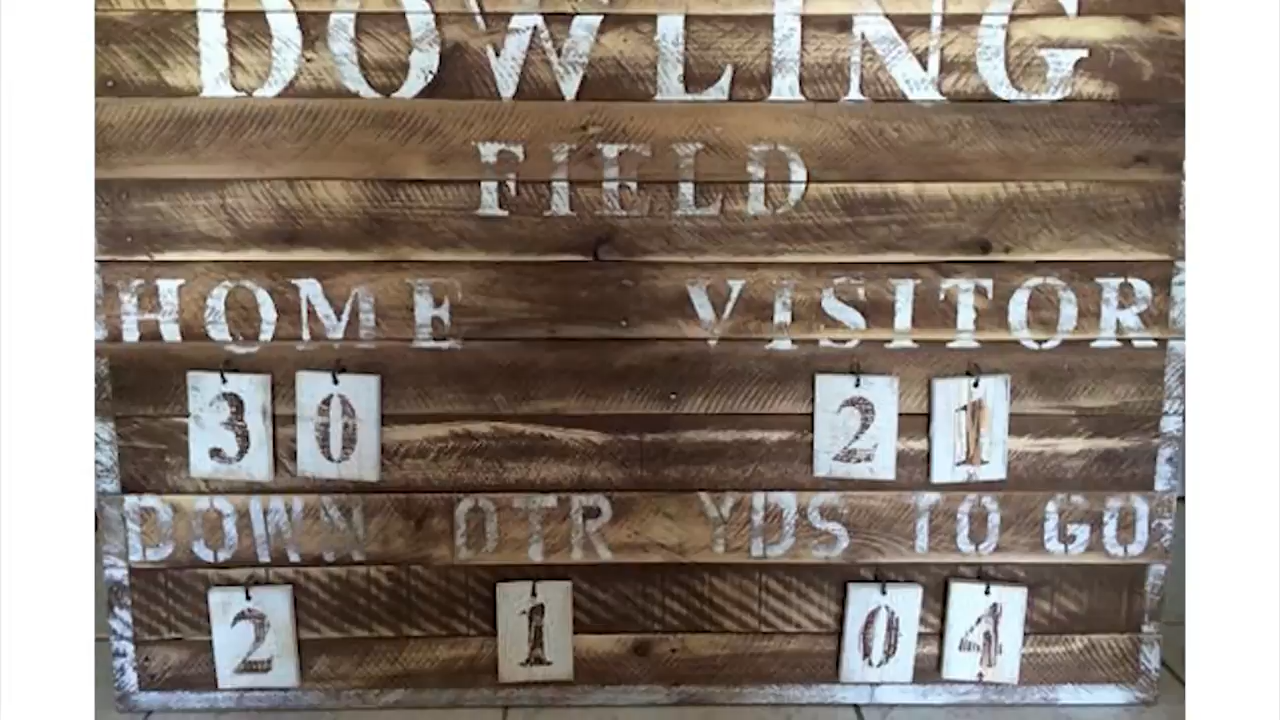 DOWLING
FIELD
HOME VISITOR
30 21
DOWN QTR YDS TO GO
2 1 04